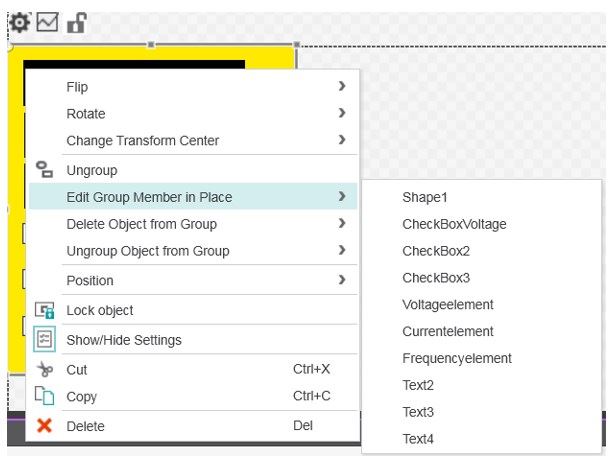 Flip
Rotate
Change Transform Center
Ungroup
Edit Group Member in Place
Delete Object from Group
Ungroup Object from Group
Position
Lock object
Show/Hide Settings
Cut Ctrl+X
Copy Ctrl+C
Delete Del
Shape1
CheckBoxVoltage
CheckBox2
CheckBox3
Voltageelement
Currentelement
Frequencyelement
Text2
Text3
Text4